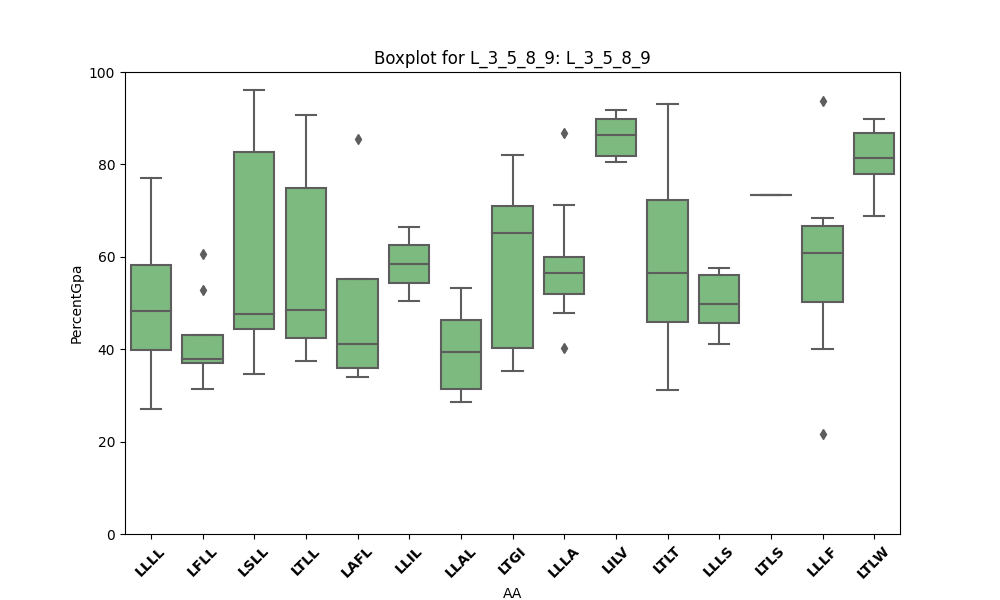 Boxplot for L_3_5_8_9: L_3_5_8_9
100
80
60
40
20
0
PercentGpa
LLLL LFLL LSLL LTLL LAFL LLIL LLAL LTGI LLLA LILV LTLT LLLS LTLS LLLF LTLW
AA